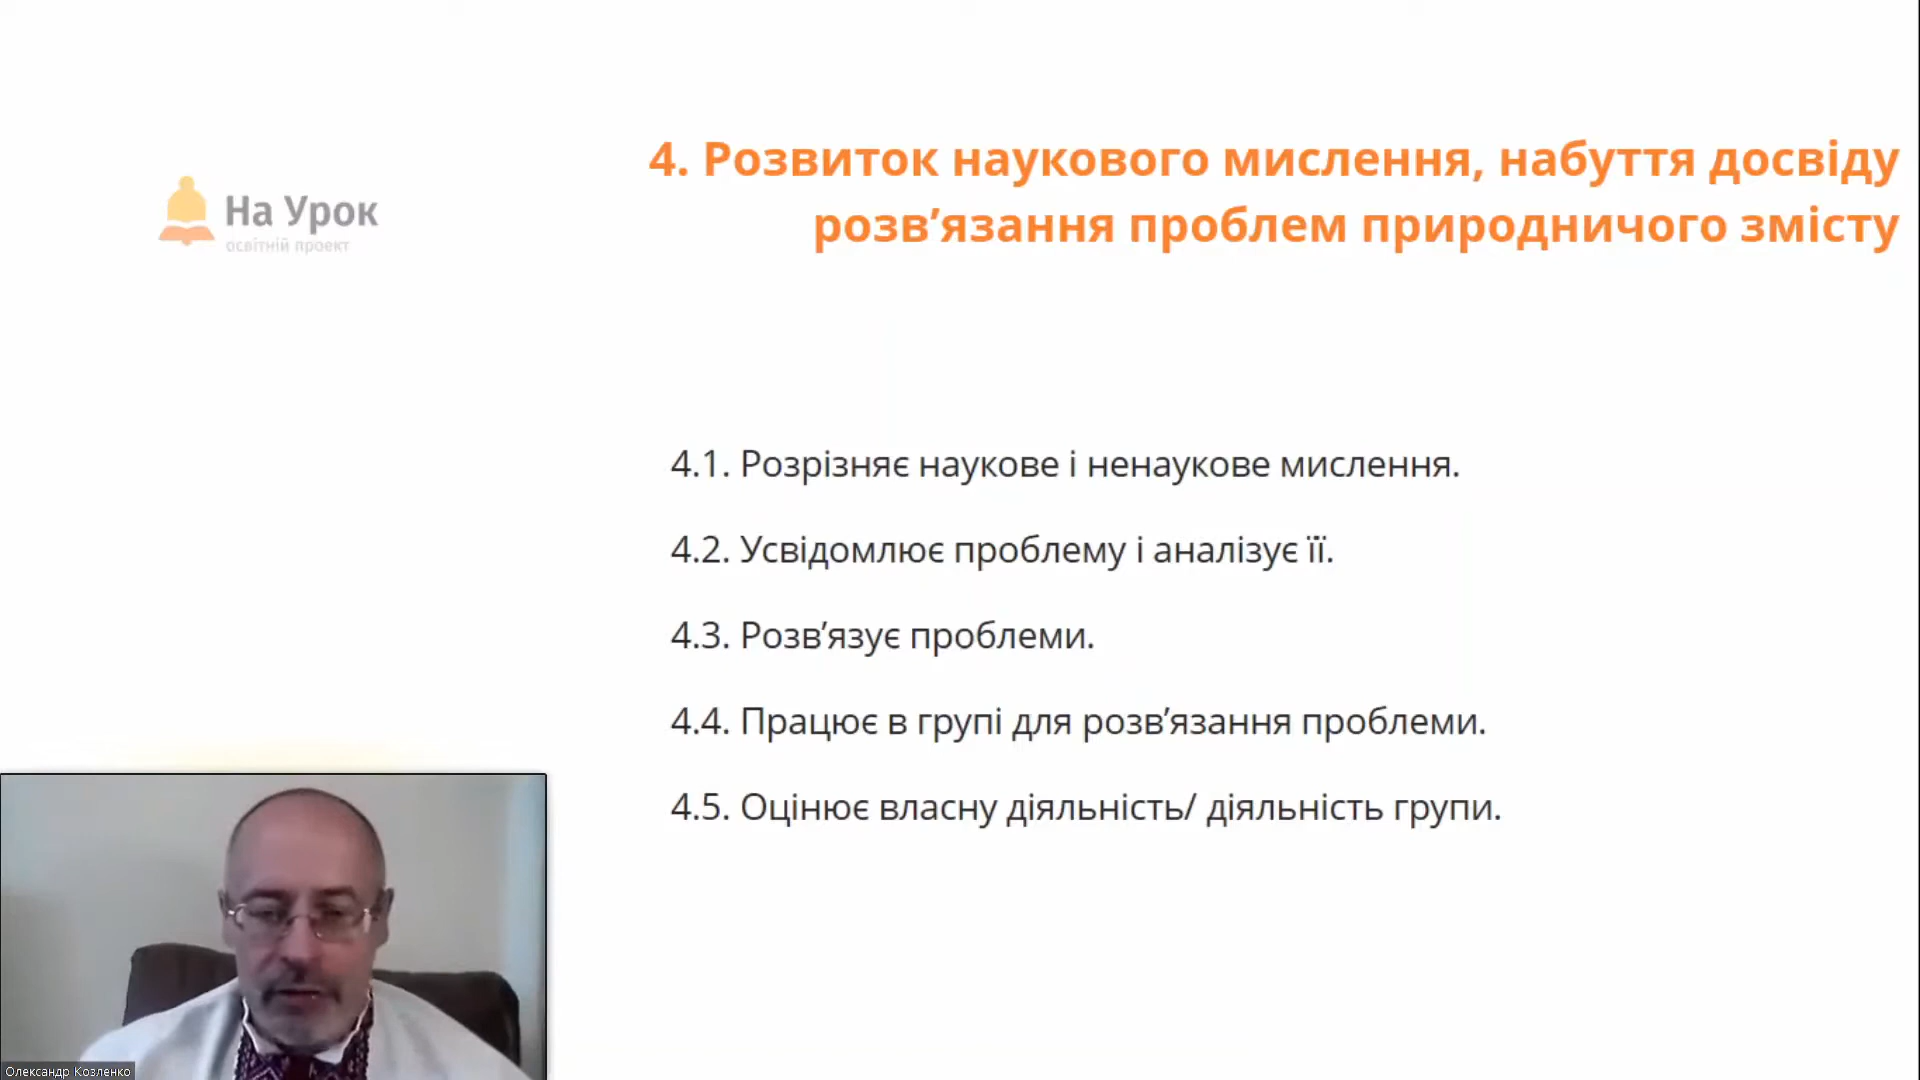 4. Розвиток наукового мислення, набуття досвіду
розв’язання проблем природничого змісту
На Урок
освітній проект
4.1. Розрізняє наукове і ненаукове мислення.
4.2. Усвідомлює проблему і аналізує її.
4.3. Розв’язує проблеми.
4.4. Працює в групі для розв’язання проблеми.
4.5. Оцінює власну діяльність/ діяльність групи.
Олександр Козленко